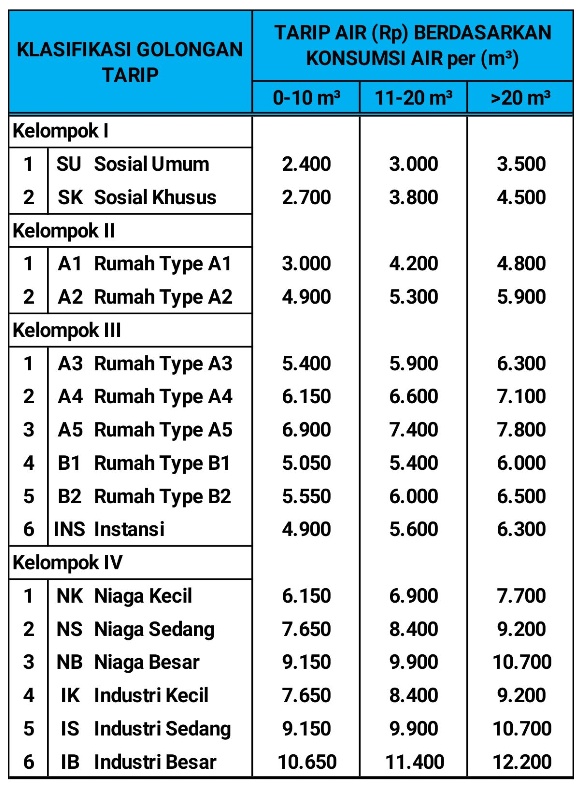 KLASIFIKASI GOLONGAN TARIP
TARIP AIR (Rp) BERDASARKAN KONSUMSI AIR per (m³)
0-10 m³ 11-20 m³ >20 m³
Kelompok I
1 SU Sosial Umum 2.400 3.000 3.500
2 SK Sosial Khusus 2.700 3.800 4.500
Kelompok II
1 A1 Rumah Type A1 3.000 4.200 4.800
2 A2 Rumah Type A2 4.900 5.300 5.900
Kelompok III
1 A3 Rumah Type A3 5.400 5.900 6.300
2 A4 Rumah Type A4 6.150 6.600 7.100
3 A5 Rumah Type A5 6.900 7.400 7.800
4 B1 Rumah Type B1 5.050 5.400 6.000
5 B2 Rumah Type B2 5.550 6.000 6.500
6 INS Instansi 4.900 5.600 6.300
Kelompok IV
1 NK Niaga Kecil 6.150 6.900 7.700
2 NS Niaga Sedang 7.650 8.400 9.200
3 NB Niaga Besar 9.150 9.900 10.700
4 IK Industri Kecil 7.650 8.400 9.200
5 IS Industri Sedang 9.150 9.900 10.700
6 IB Industri Besar 10.650 11.400 12.200